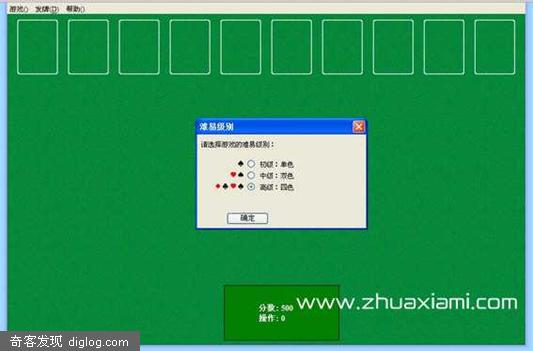 游戏(G) 发牌(D) 帮助(H)
难易级别
请选择游戏的难易级别：
初级：单色
中级：双色
高级：四色
确定
分数: 500
操作: 0
www.zhuaxiami.com
奇客发现 diglog.com